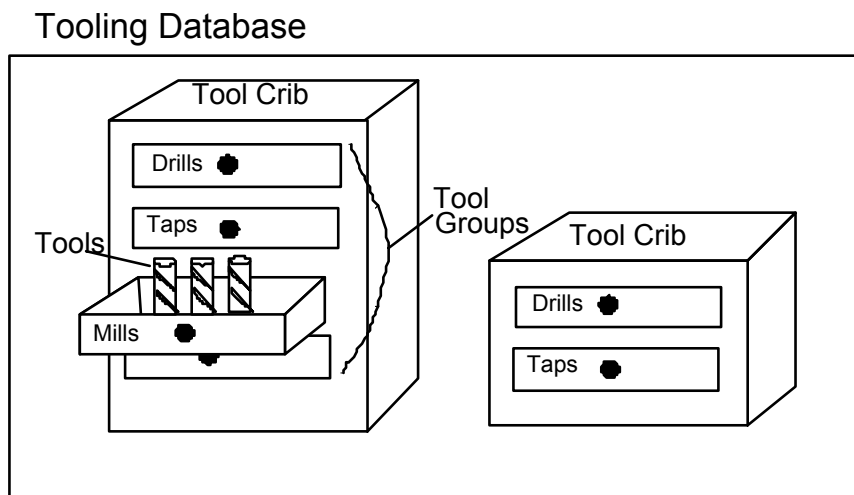 Tooling Database
Tool Crib
Drills
Taps
Tools
Mills
Tool
Groups
Tool Crib
Drills
Taps